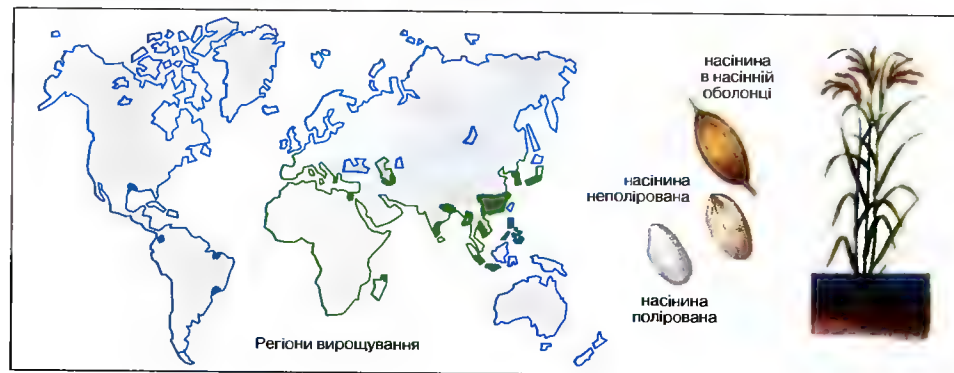 насінина
в насінній
оболонці
насінина
неполірована
насінина
полірована
Регіони вирощування